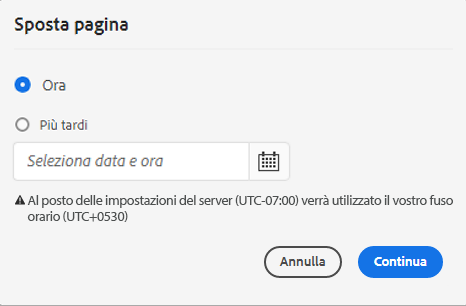 Sposta pagina
Ora
Più tardi
Seleziona data e ora
Al posto delle impostazioni del server (UTC-07:00) verrà utilizzato il vostro fuso
orario (UTC+0530)
Annulla
Continua